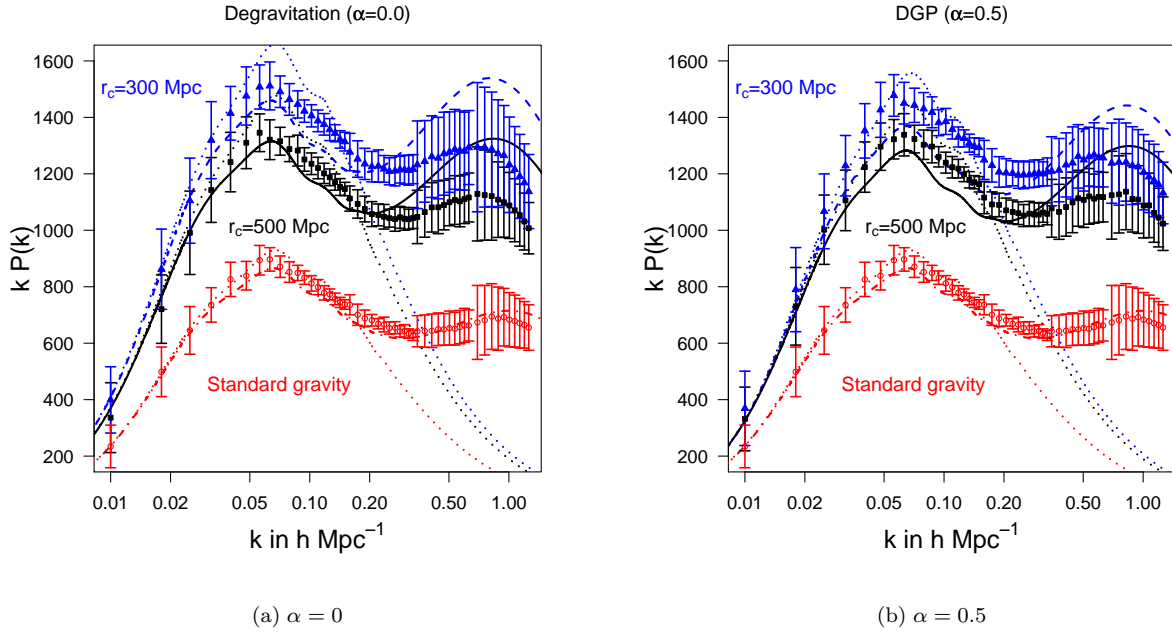 Degravitation (α=0.0)
1600
1400
1200
1000
800
600
400
200
k P(k)
r_c=300 Mpc
r_c=500 Mpc
Standard gravity
0.01 0.02 0.05 0.10 0.20 0.50 1.00
k in h Mpc⁻¹
(a) α = 0
DGP (α=0.5)
1600
1400
1200
1000
800
600
400
200
k P(k)
r_c=300 Mpc
r_c=500 Mpc
Standard gravity
0.01 0.02 0.05 0.10 0.20 0.50 1.00
k in h Mpc⁻¹
(b) α = 0.5